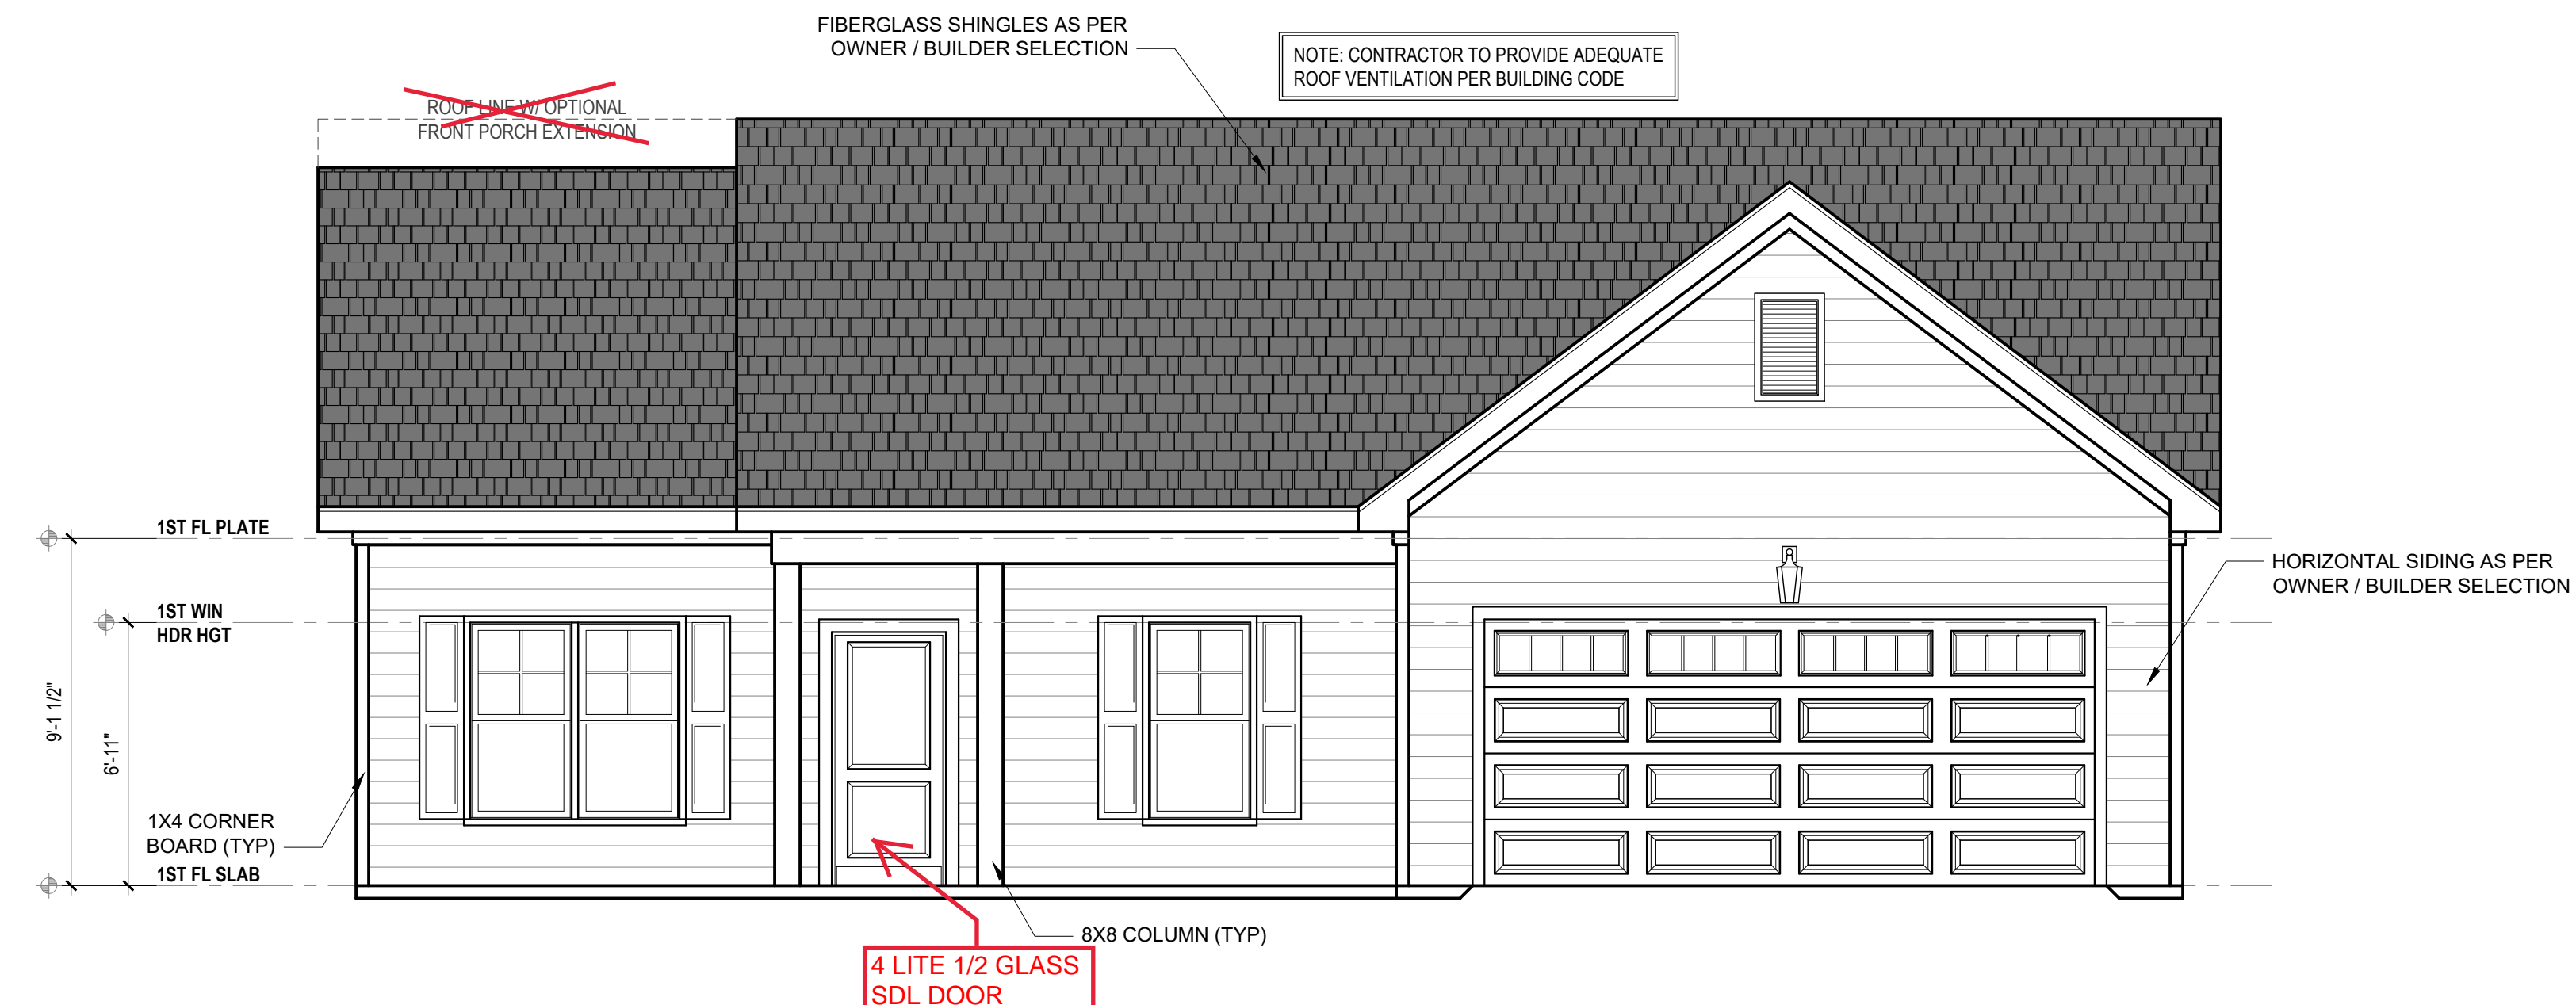 FIBERGLASS SHINGLES AS PER
OWNER / BUILDER SELECTION
NOTE: CONTRACTOR TO PROVIDE ADEQUATE
ROOF VENTILATION PER BUILDING CODE
ROOF LINE W/ OPTIONAL
FRONT PORCH EXTENSION
1ST FL PLATE
HORIZONTAL SIDING AS PER
OWNER / BUILDER SELECTION
1ST WIN
HDR HGT
9'-1 1/2"
6'-11"
1X4 CORNER
BOARD (TYP)
1ST FL SLAB
8X8 COLUMN (TYP)
4 LITE 1/2 GLASS
SDL DOOR